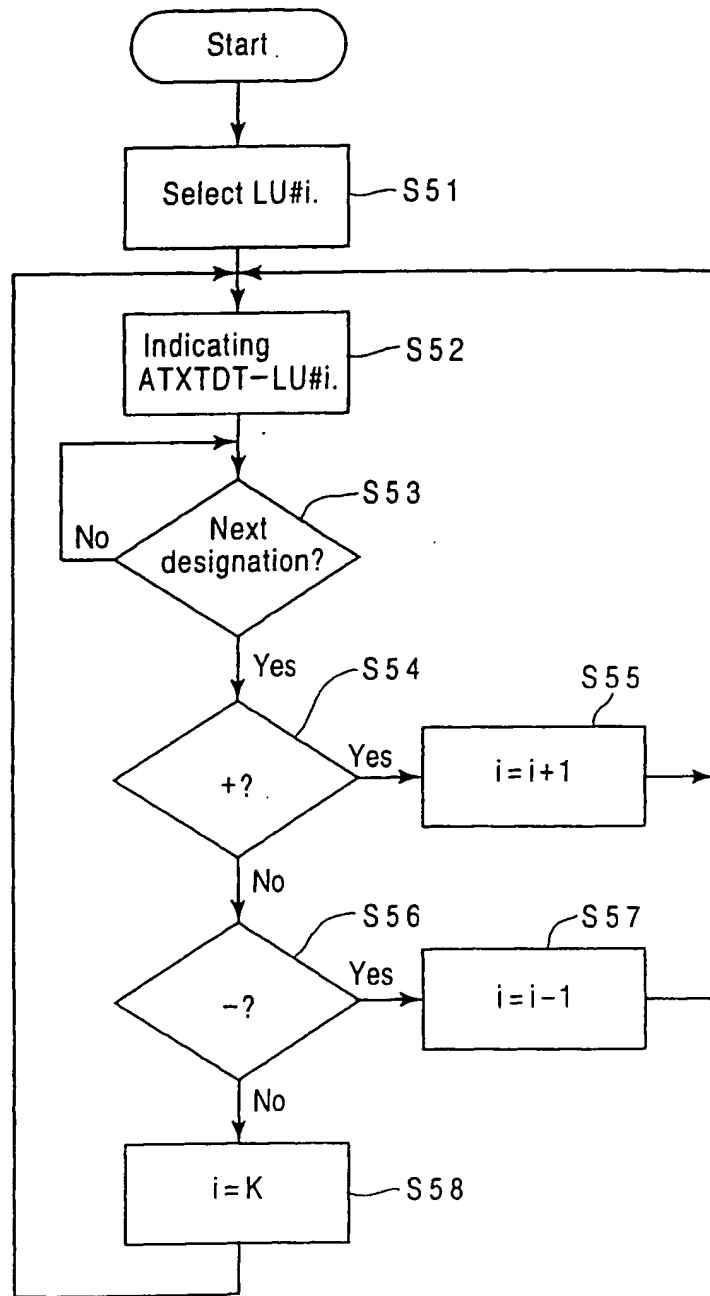 Start
Select LU#i.
S51
Indicating
ATXTDT-LU#i.
S52
S53
Next
designation?
No
Yes
S54
+?
Yes
S55
i=i+1
No
S56
-?
Yes
S57
i=i-1
No
i=K
S58